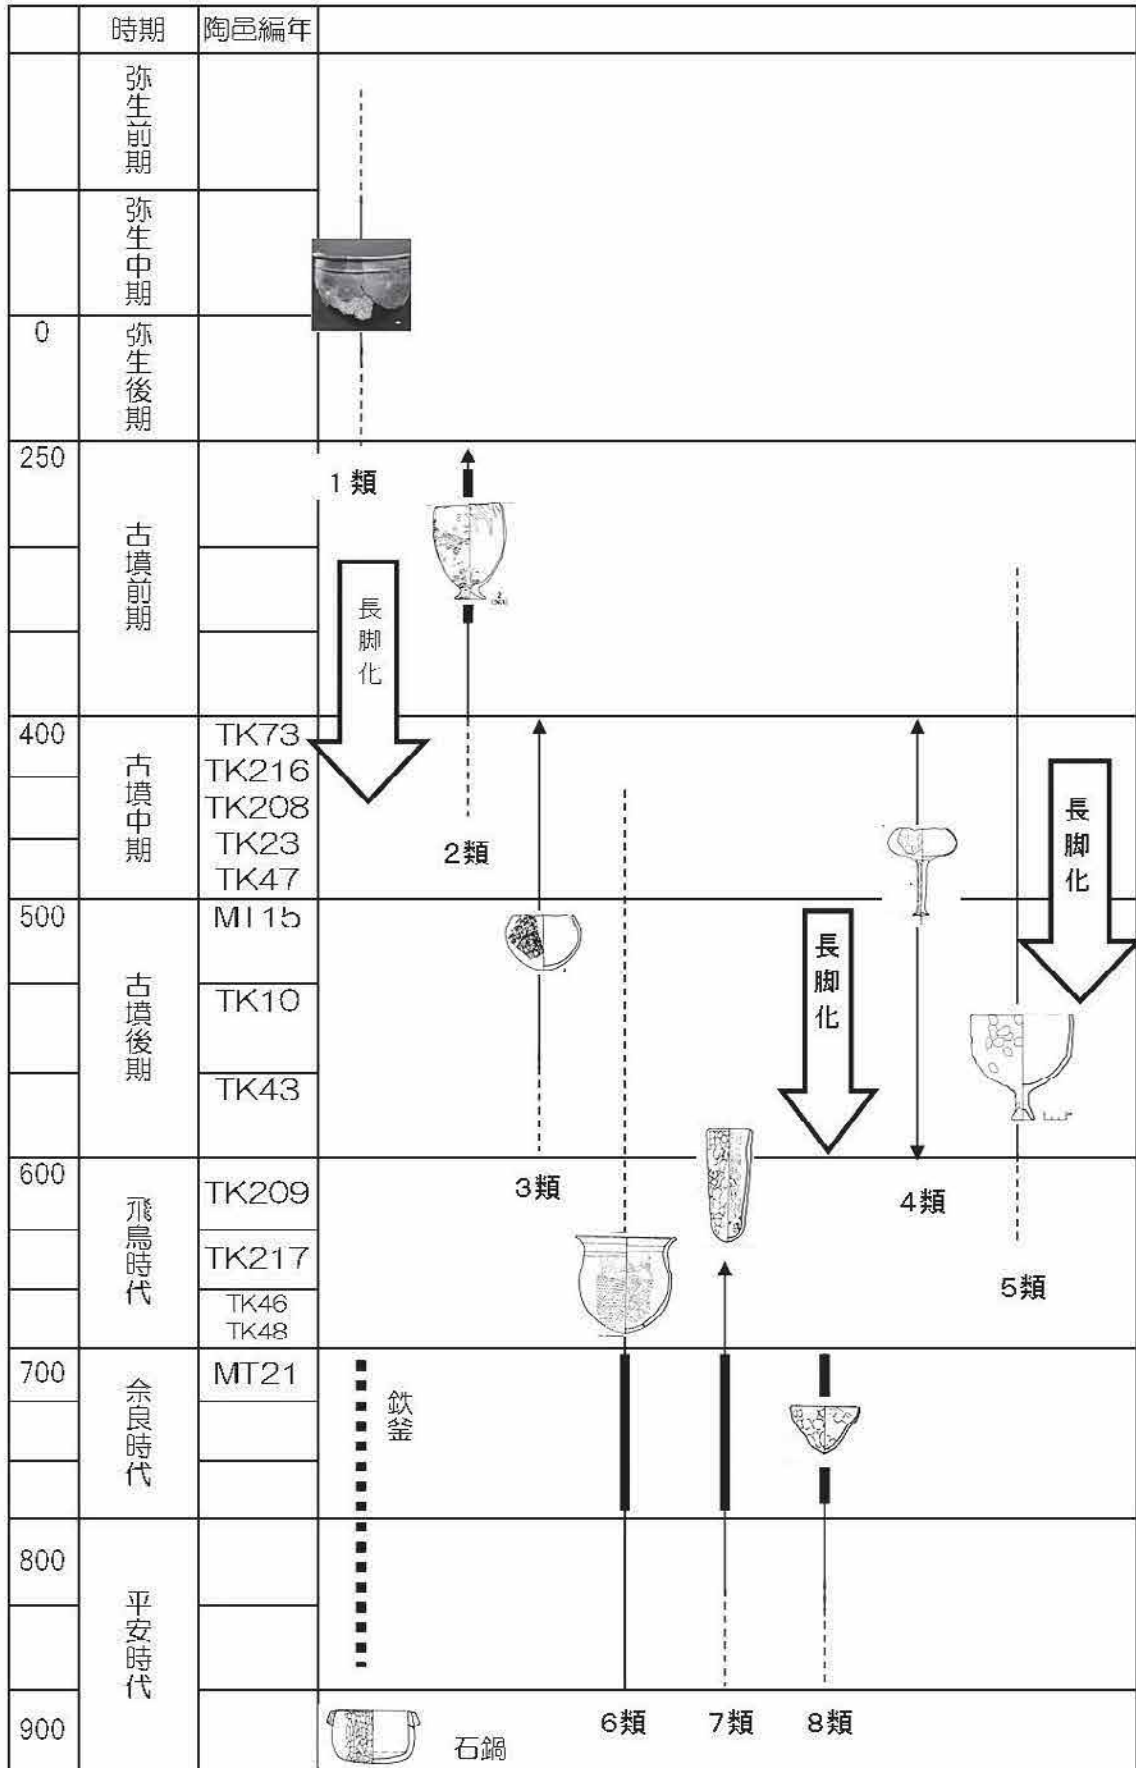 時期
陶邑編年
弥生前期
弥生中期
0
弥生後期
250
1類
古墳前期
長脚化
400
TK73
TK216
TK208
TK23
TK47
古墳中期
2類
長脚化
500
MT15
TK10
TK43
古墳後期
長脚化
600
TK209
TK217
TK46
TK48
飛鳥時代
3類
4類
5類
700
MT21
奈良時代
鉄釜
800
平安時代
900
6類
7類
8類
石鍋